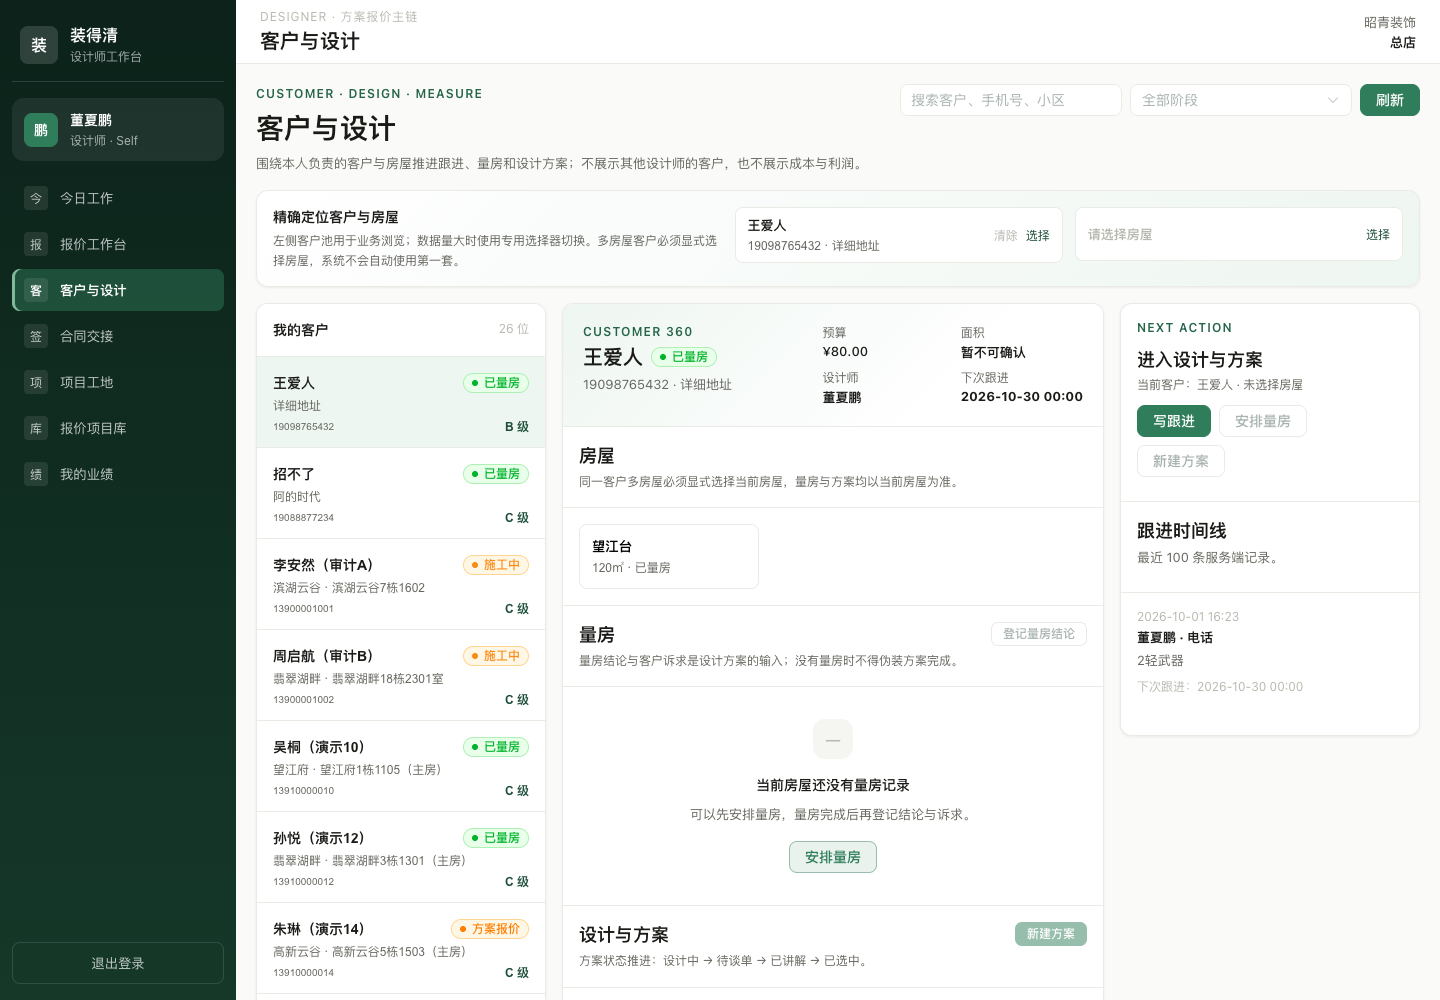 装
装得清
设计师工作台
鹏
董夏鹏
设计师 · Self
今 今日工作
报 报价工作台
客 客户与设计
签 合同交接
项 项目工地
库 报价项目库
绩 我的业绩
退出登录
DESIGNER · 方案报价主链
客户与设计
昭青装饰
总店
CUSTOMER · DESIGN · MEASURE
客户与设计
围绕本人负责的客户与房屋推进跟进、量房和设计方案；不展示其他设计师的客户，也不展示成本与利润。
搜索客户、手机号、小区
全部阶段
刷新
精确定位客户与房屋
左侧客户池用于业务浏览；数据量大时使用专用选择器切换。多房屋客户必须显式选
择房屋，系统不会自动使用第一套。
王爱人
19098765432 · 详细地址
清除 选择
请选择房屋
选择
我的客户 26 位
王爱人 已量房
详细地址
19098765432 B 级
招不了 已量房
阿的时代
19088877234 C 级
李安然（审计A） 施工中
滨湖云谷 · 滨湖云谷7栋1602
13900001001 C 级
周启航（审计B） 施工中
翡翠湖畔 · 翡翠湖畔18栋2301室
13900001002 C 级
吴桐（演示10） 已量房
望江府 · 望江府1栋1105（主房）
13910000010 C 级
孙悦（演示12） 已量房
翡翠湖畔 · 翡翠湖畔3栋1301（主房）
13910000012 C 级
朱琳（演示14） 方案报价
高新云谷 · 高新云谷5栋1503（主房）
13910000014 C 级
CUSTOMER 360
王爱人 已量房
19098765432 · 详细地址
预算
¥80.00
面积
暂不可确认
设计师
董夏鹏
下次跟进
2026-10-30 00:00
房屋
同一客户多房屋必须显式选择当前房屋，量房与方案均以当前房屋为准。
望江台
120㎡ · 已量房
量房
登记量房结论
量房结论与客户诉求是设计方案的输入；没有量房时不得伪装方案完成。
—
当前房屋还没有量房记录
可以先安排量房，量房完成后再登记结论与诉求。
安排量房
设计与方案
新建方案
方案状态推进：设计中 → 待谈单 → 已讲解 → 已选中。
NEXT ACTION
进入设计与方案
当前客户：王爱人 · 未选择房屋
写跟进
安排量房
新建方案
跟进时间线
最近 100 条服务端记录。
2026-10-01 16:23
董夏鹏 · 电话
2轻武器
下次跟进：2026-10-30 00:00